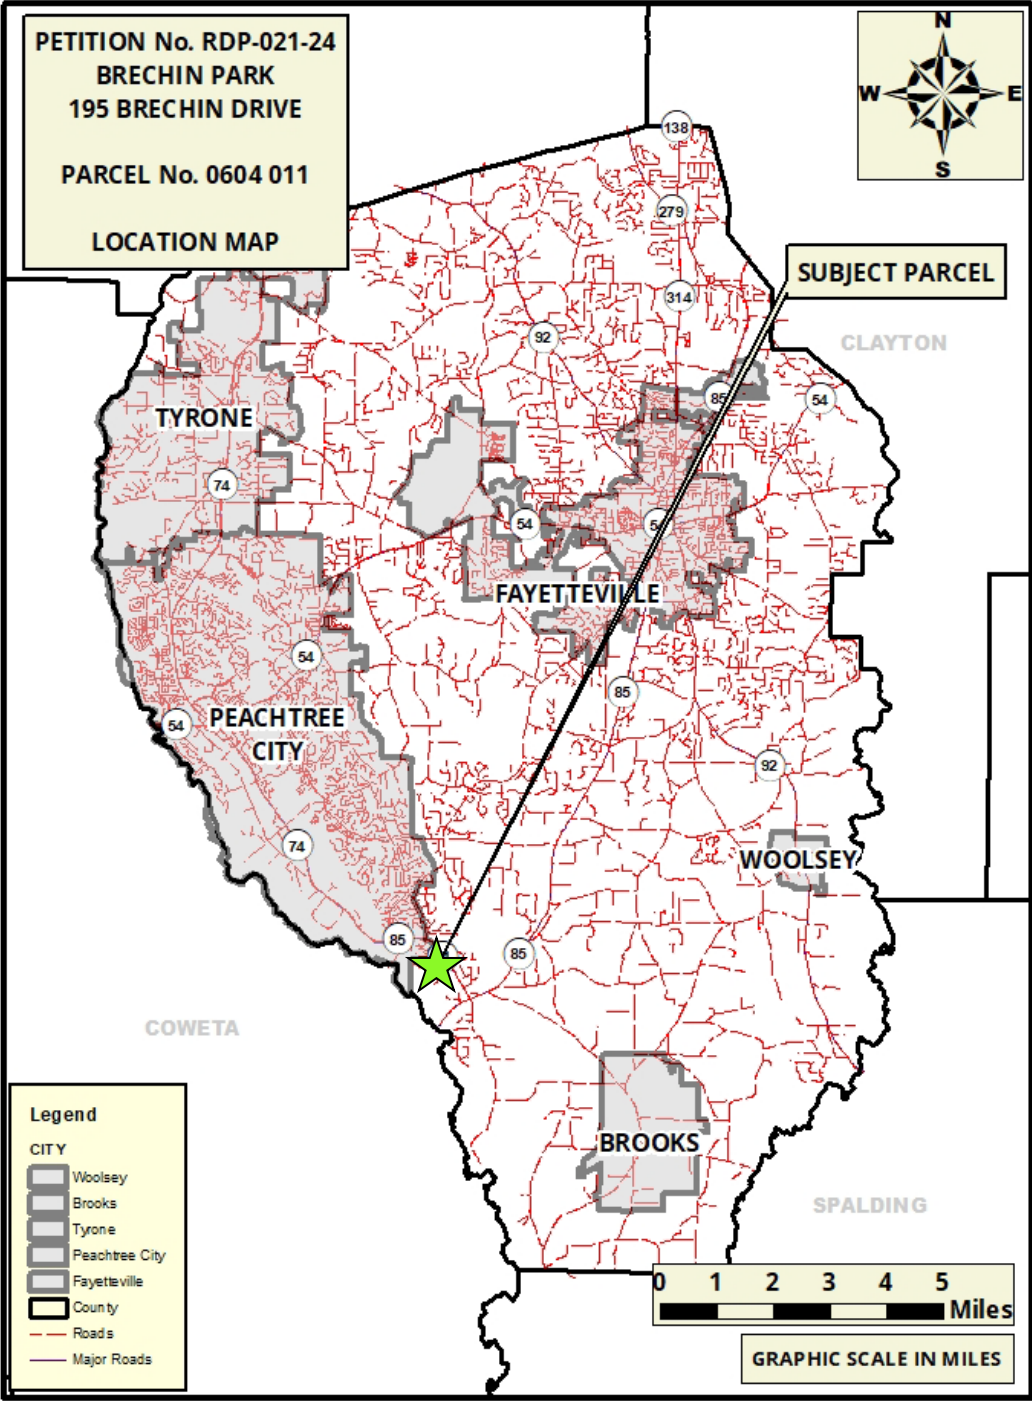 PETITION No. RDP-021-24
BRECHIN PARK
195 BRECHIN DRIVE
PARCEL No. 0604 011
LOCATION MAP
N
W
E
S
138
279
SUBJECT PARCEL
314
92
CLAYTON
85
54
TYRONE
74
54
54
FAYETTEVILLE
54
85
54
PEACHTREE
CITY
92
74
WOOLSEY
85
85
COWETA
BROOKS
SPALDING
Legend
CITY
Woolsey
Brooks
Tyrone
Peachtree City
Fayetteville
County
Roads
Major Roads
0 1 2 3 4 5
Miles
GRAPHIC SCALE IN MILES